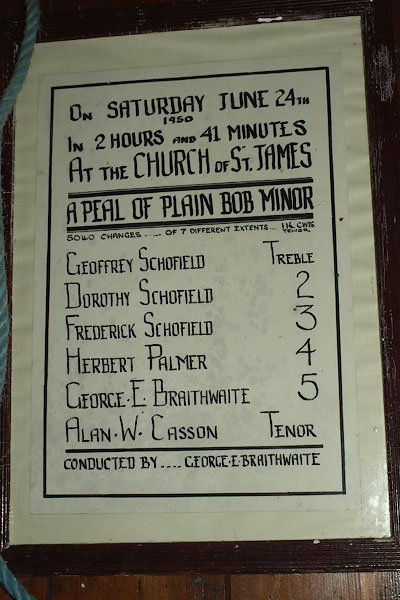 ON SATURDAY JUNE 24TH
1950
IN 2 HOURS AND 41 MINUTES
AT THE CHURCH OF ST. JAMES
A PEAL OF PLAIN BOB MINOR
5040 CHANGES ..... OF 7 DIFFERENT EXTENTS... CWTS
TENOR
GEOFFREY SCHOFIELD TREBLE
DOROTHY SCHOFIELD 2
FREDERICK SCHOFIELD 3
HERBERT PALMER 4
GEORGE.E. BRAITHWAITE 5
ALAN.W. CASSON TENOR
CONDUCTED BY .... GEORGE.E.BRAITHWAITE